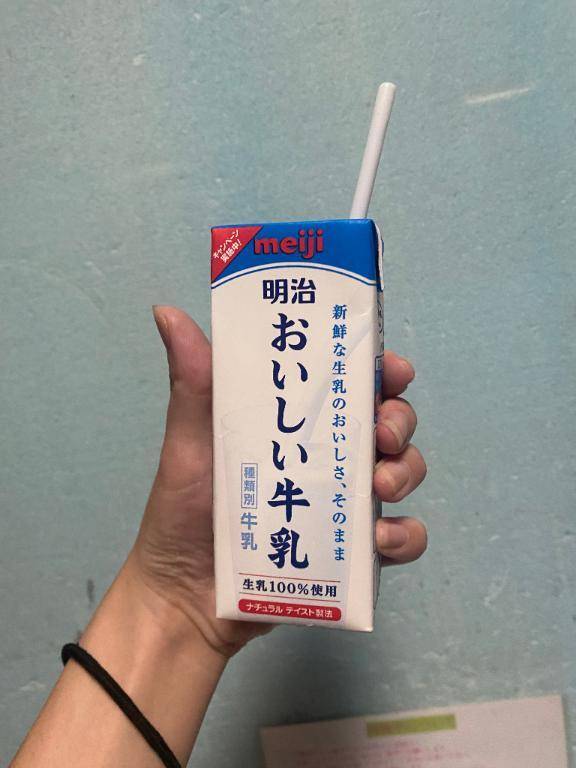 キャンペーン
実施中!
meiji
明治
おいしい牛乳
新鮮な生乳のおいしさ、そのまま
種類別
牛乳
生乳100%使用
ナチュラル テイスト製法